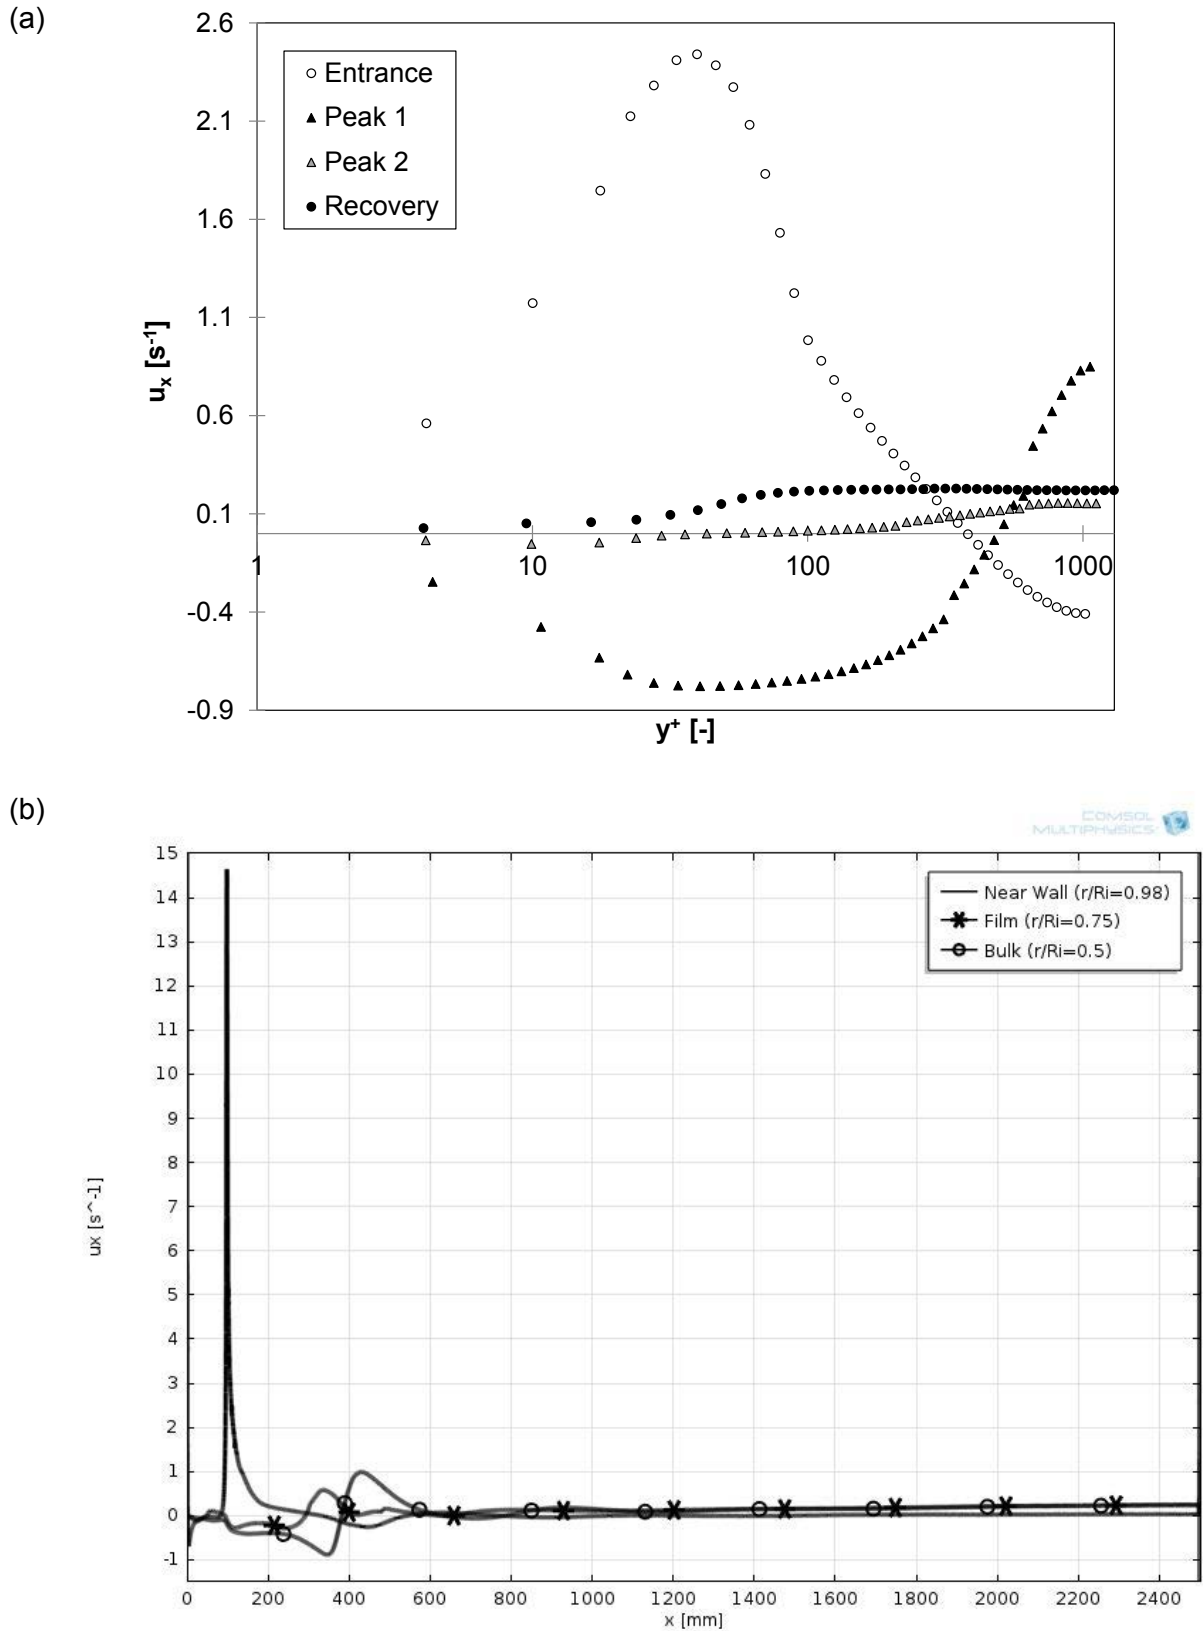 (a)
2.6
2.1
1.6
1.1
0.6
0.1
-0.4
-0.9
uₓ [s⁻¹]
Entrance
Peak 1
Peak 2
Recovery
1 10 100 1000
y⁺ [-]
(b)
COMSOL
MULTIPHYSICS
15
14
13
12
11
10
9
8
7
6
5
4
3
2
1
0
-1
ux [s^-1]
Near Wall (r/Ri=0.98)
Film (r/Ri=0.75)
Bulk (r/Ri=0.5)
0 200 400 600 800 1000 1200 1400 1600 1800 2000 2200 2400
x [mm]